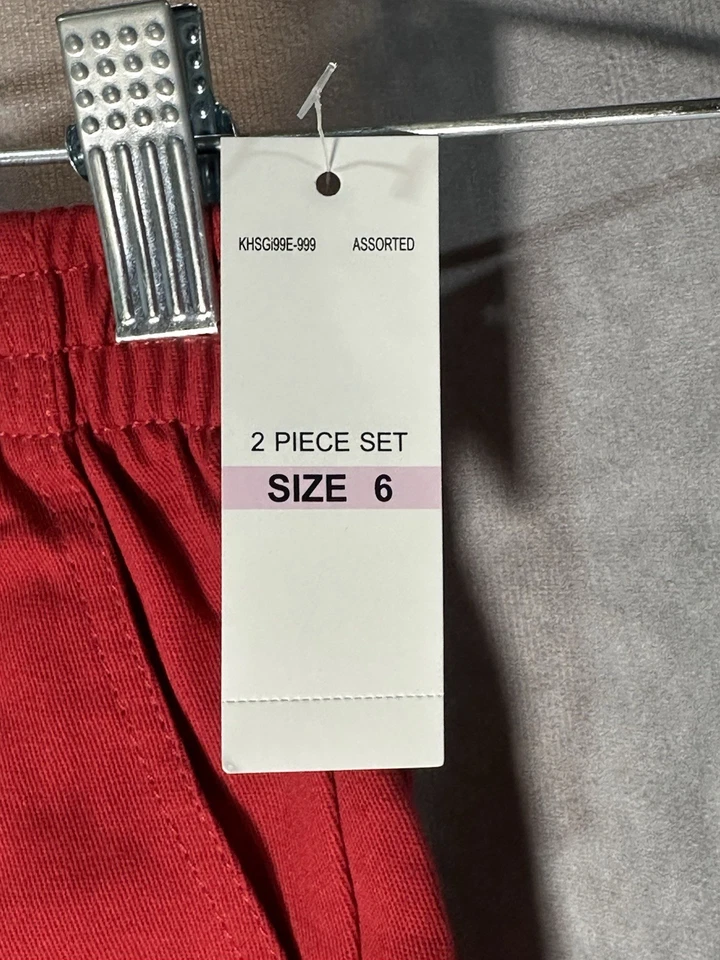 KHSGi99E-999 ASSORTED
2 PIECE SET
SIZE 6